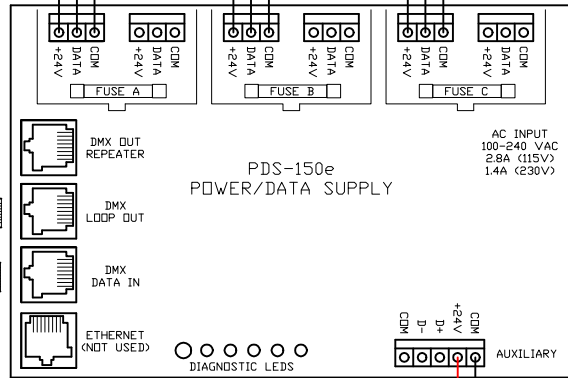 +24V DATA COM +24V DATA COM
FUSE A
+24V DATA COM +24V DATA COM
FUSE B
+24V DATA COM +24V DATA COM
FUSE C
DMX OUT
REPEATER
AC INPUT
100-240 VAC
2.8A (115V)
1.4A (230V)
PDS-150e
POWER/DATA SUPPLY
DMX
LOOP OUT
DMX
DATA IN
ETHERNET
(NOT USED)
DIAGNOSTIC LEDS
COM D- D+ +24V COM
AUXILIARY